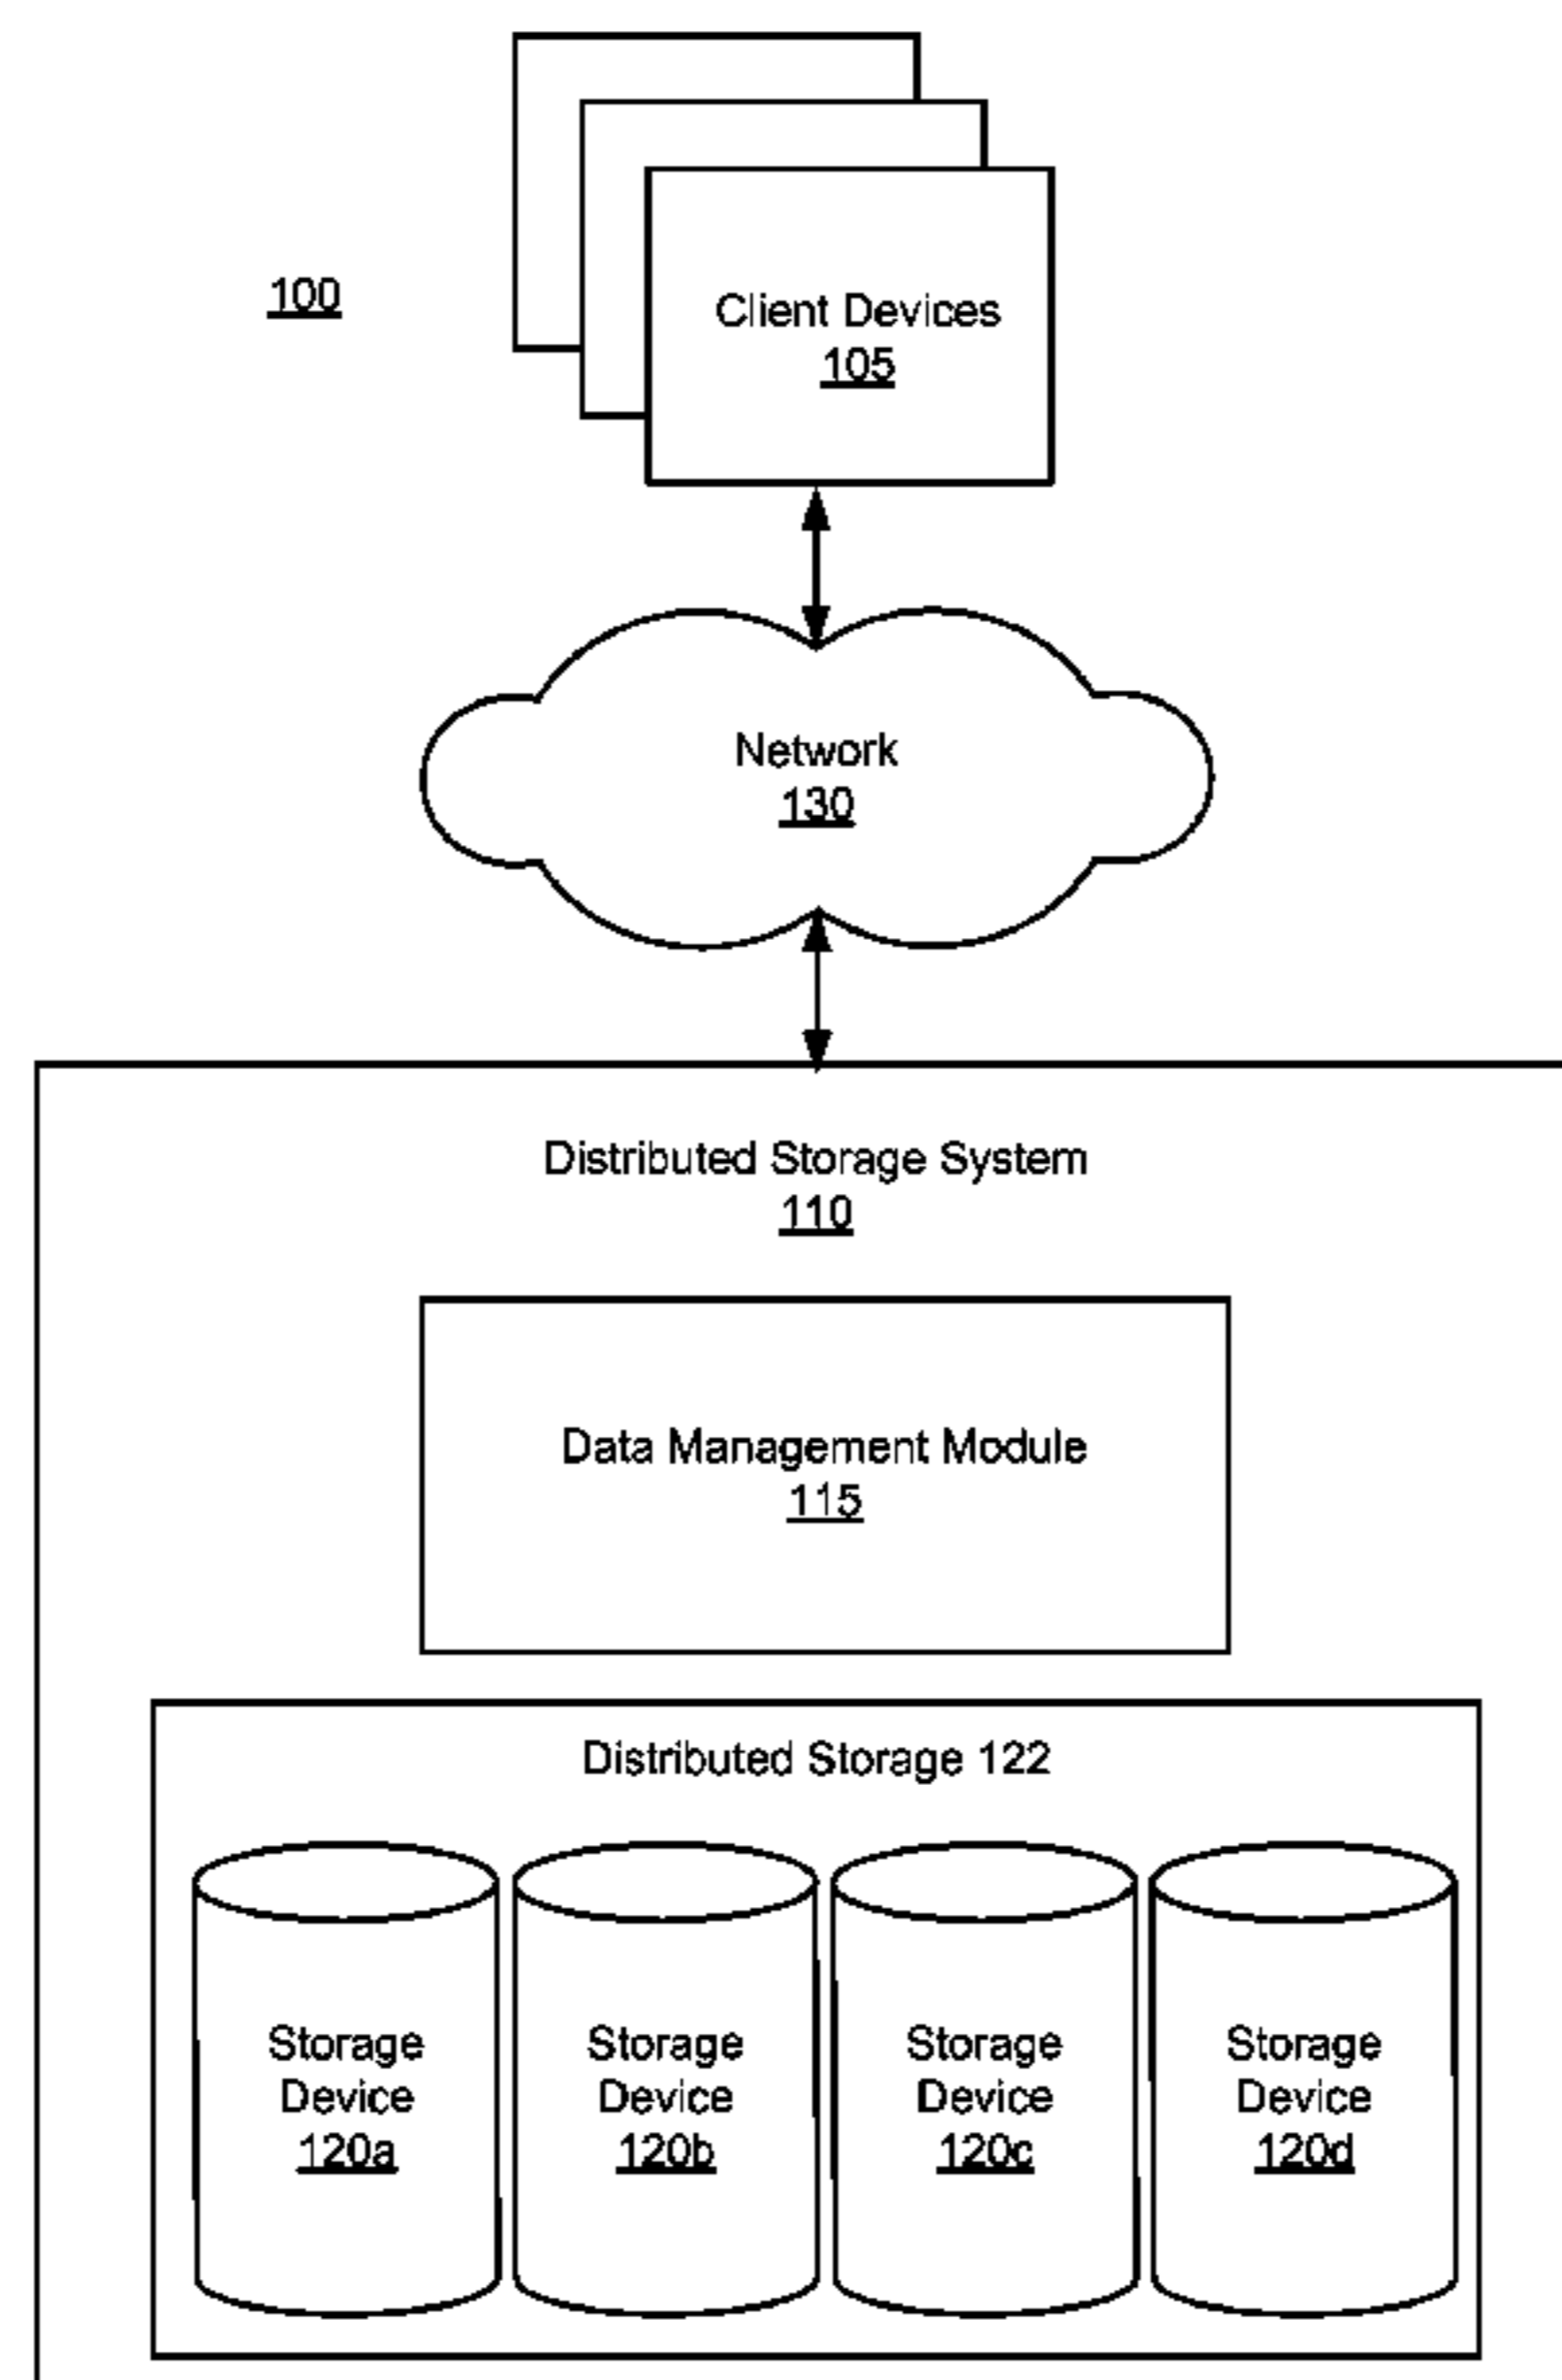 100
Client Devices
105
Network
130
Distributed Storage System
110
Data Management Module
115
Distributed Storage 122
Storage
Device
120a
Storage
Device
120b
Storage
Device
120c
Storage
Device
120d